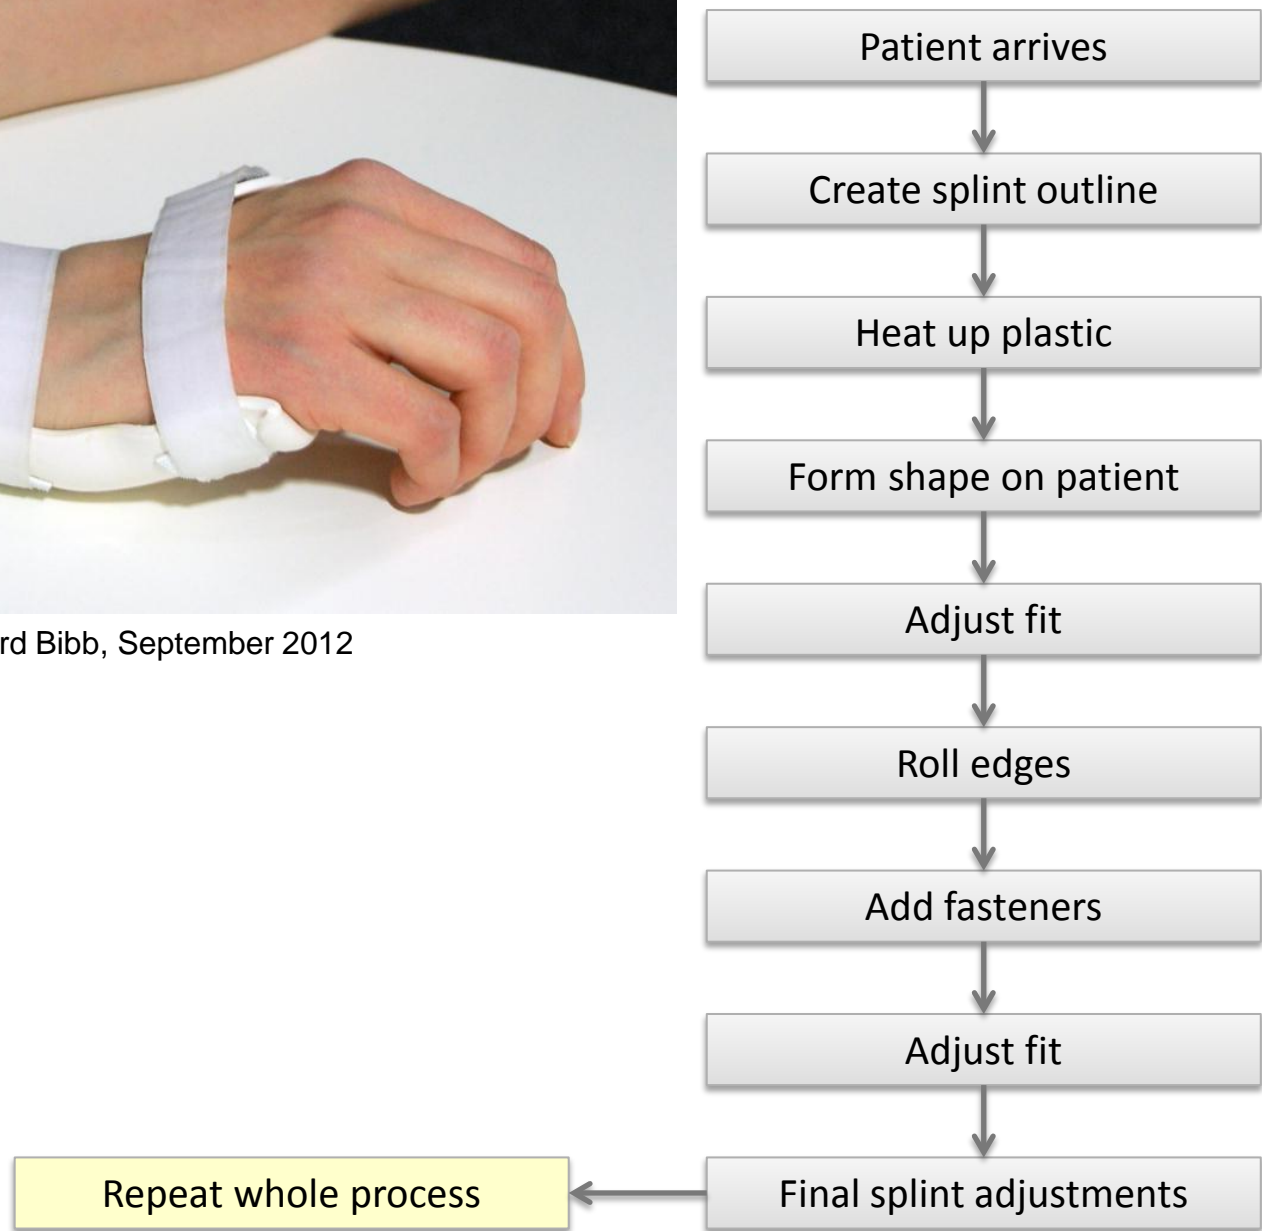 Patient arrives
Create splint outline
Heat up plastic
Form shape on patient
Adjust fit
rd Bibb, September 2012
Roll edges
Add fasteners
Adjust fit
Final splint adjustments
Repeat whole process